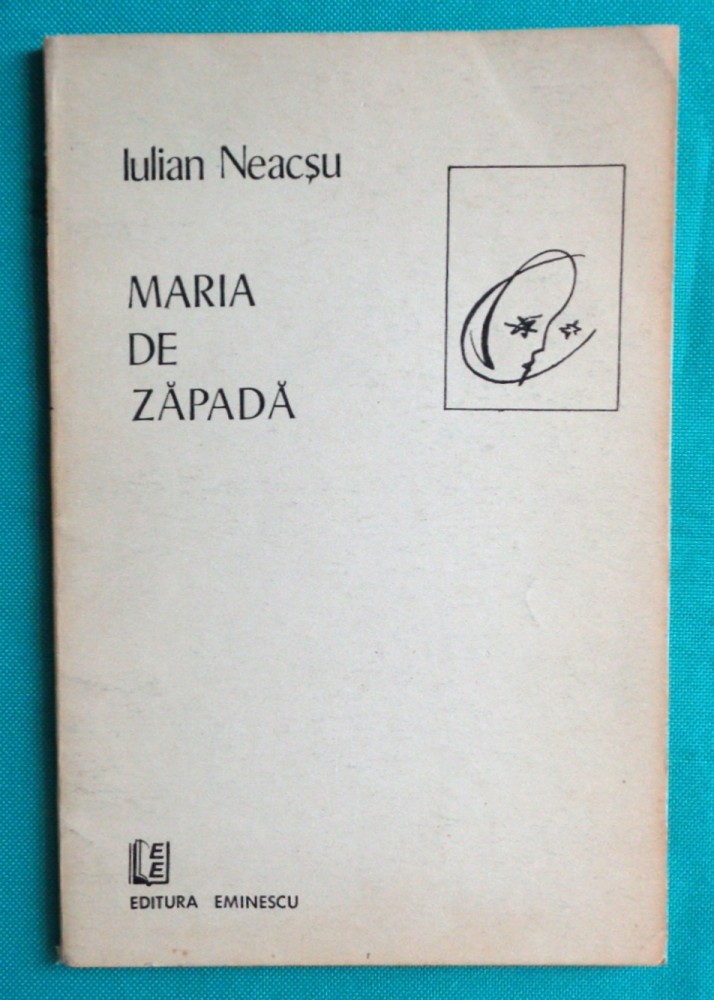 Iulian Neacșu
MARIA
DE
ZĂPADĂ
E
E
EDITURA EMINESCU